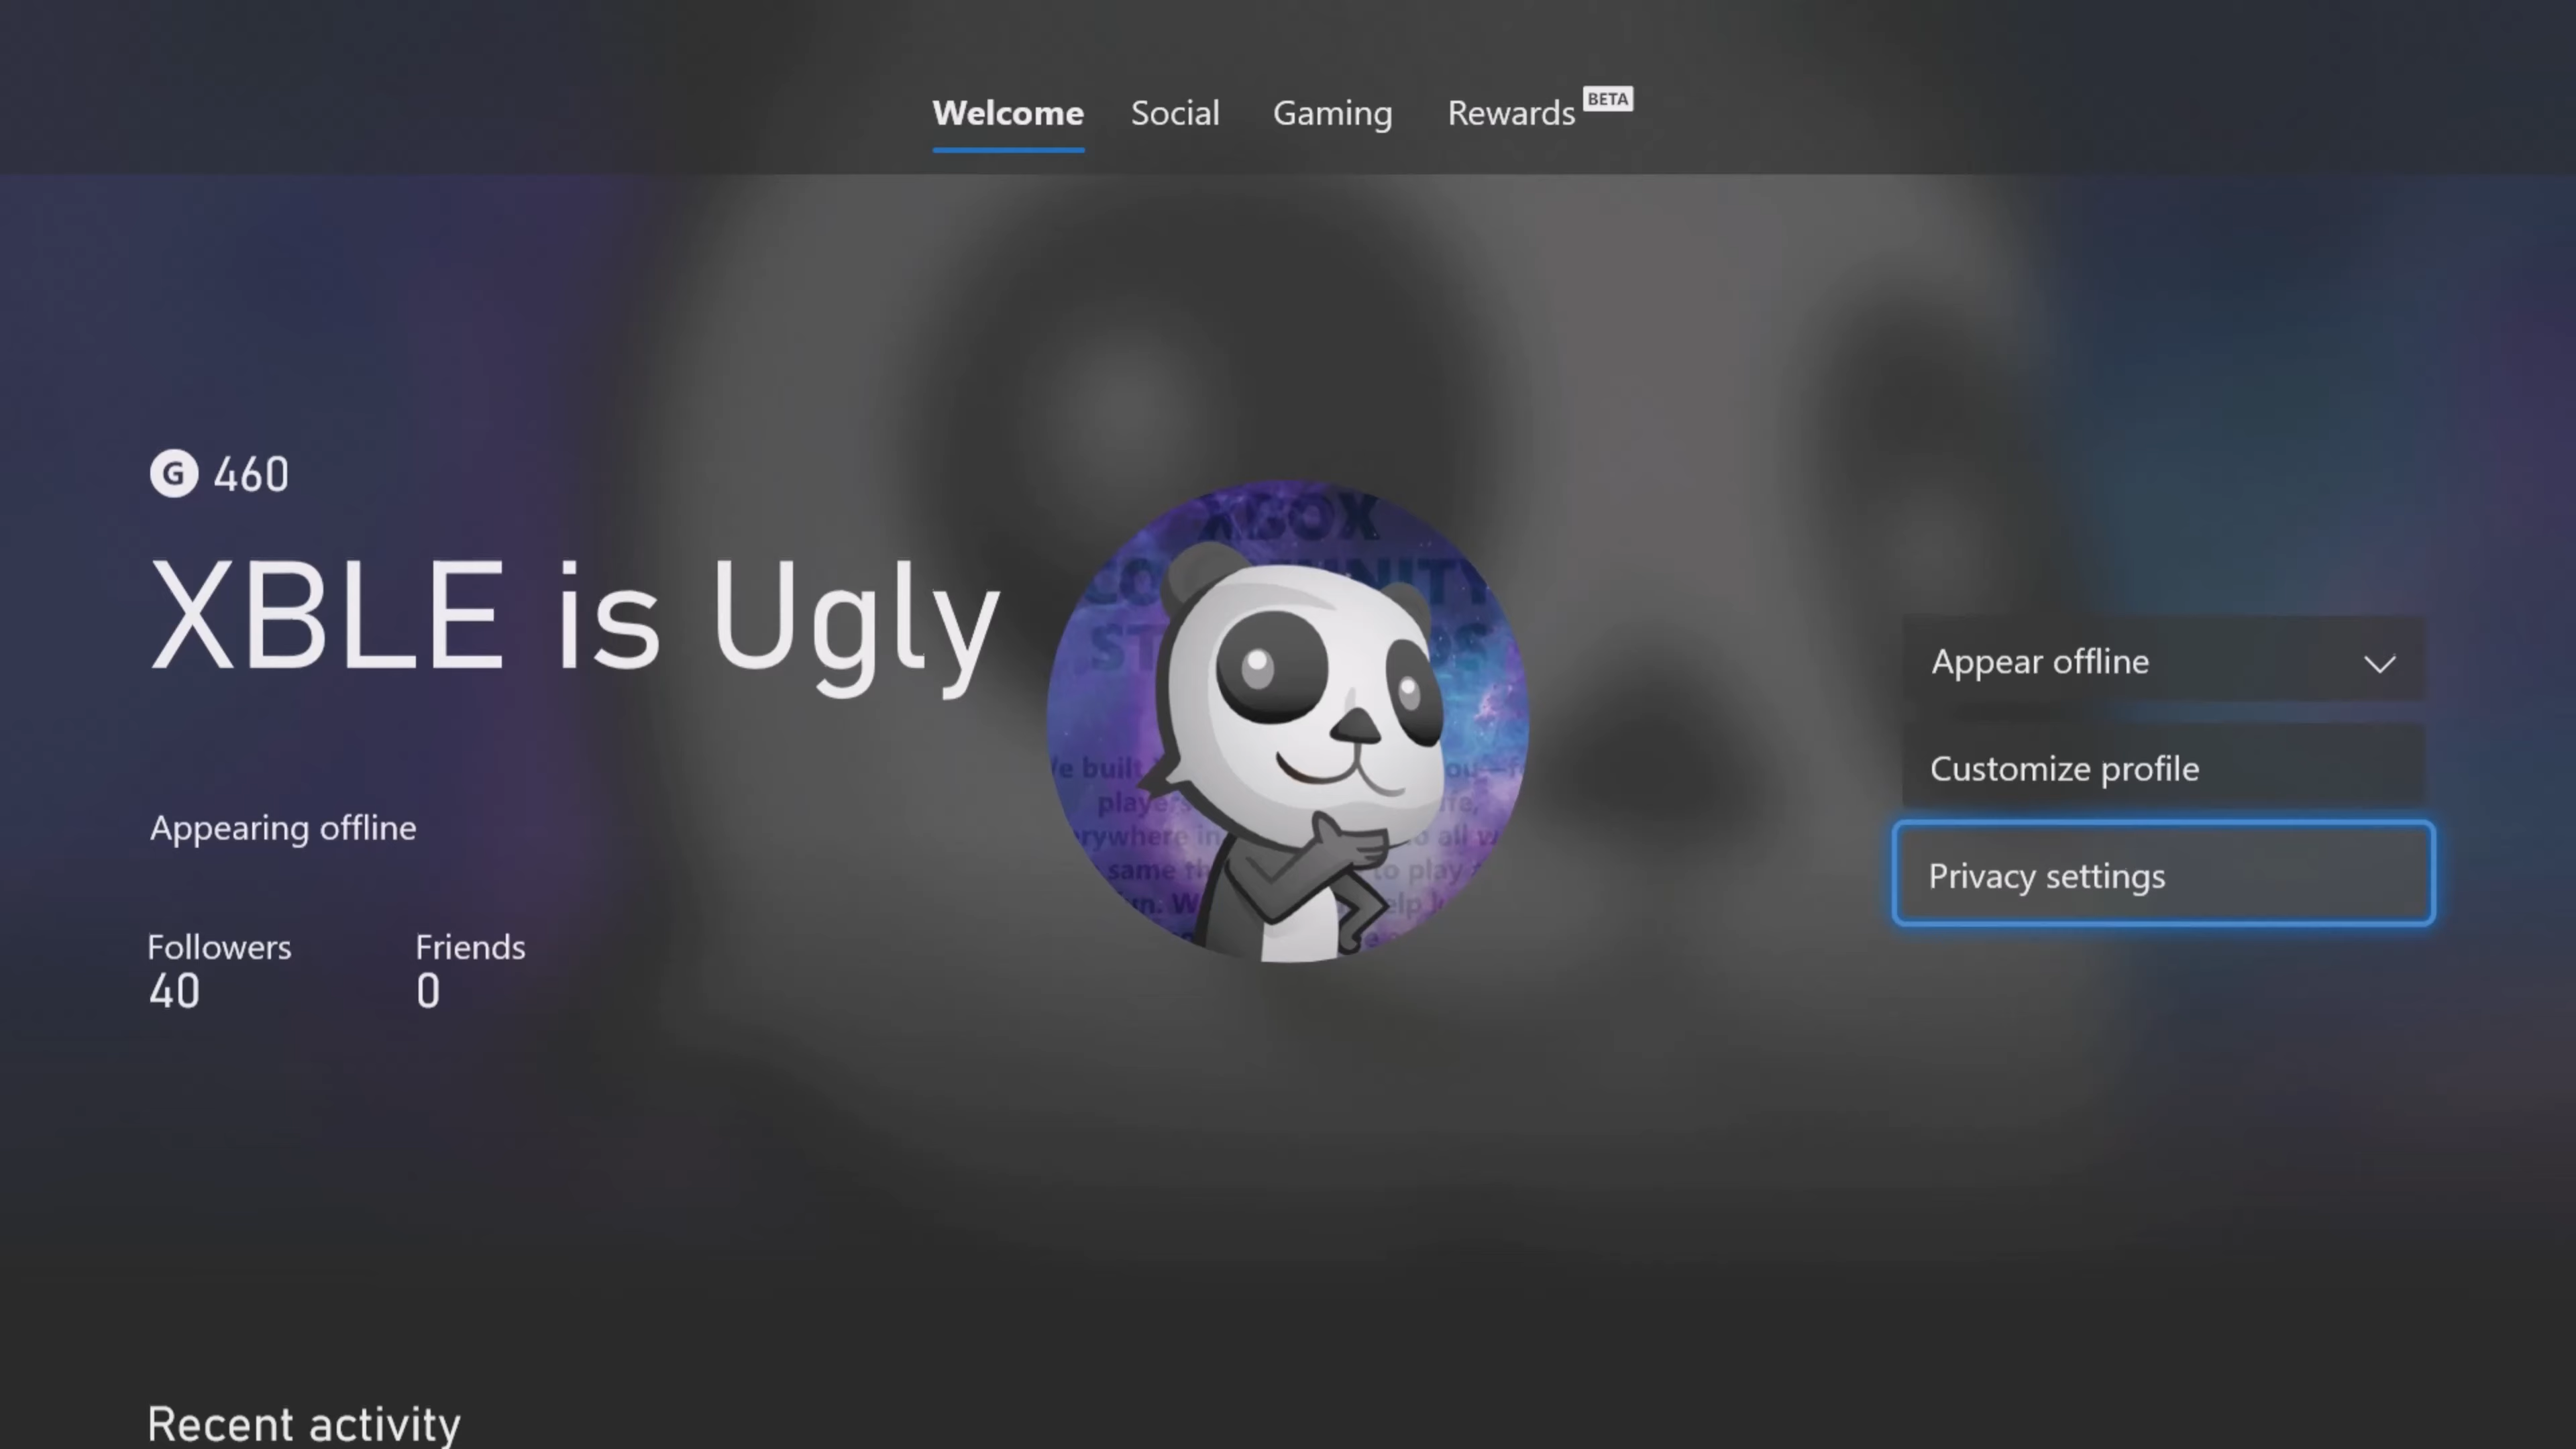 Welcome Social Gaming Rewards BETA
G 460
XBLE is Ugly
Appearing offline
Followers Friends
40 0
XBOX
Appear offline
Customize profile
Privacy settings
Recent activity